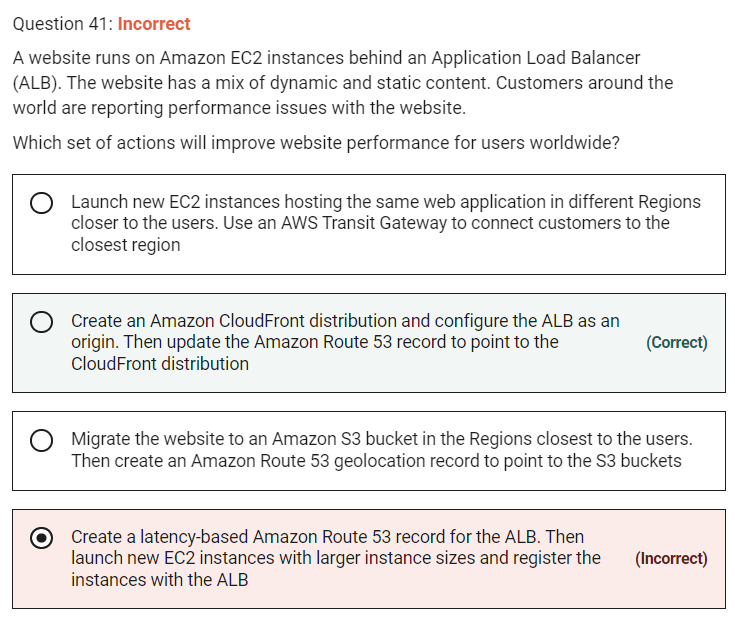 Question 41: Incorrect
A website runs on Amazon EC2 instances behind an Application Load Balancer
(ALB). The website has a mix of dynamic and static content. Customers around the
world are reporting performance issues with the website.
Which set of actions will improve website performance for users worldwide?
Launch new EC2 instances hosting the same web application in different Regions
closer to the users. Use an AWS Transit Gateway to connect customers to the
closest region
Create an Amazon CloudFront distribution and configure the ALB as an
origin. Then update the Amazon Route 53 record to point to the
CloudFront distribution
(Correct)
Migrate the website to an Amazon S3 bucket in the Regions closest to the users.
Then create an Amazon Route 53 geolocation record to point to the S3 buckets
Create a latency-based Amazon Route 53 record for the ALB. Then
launch new EC2 instances with larger instance sizes and register the
instances with the ALB
(Incorrect)